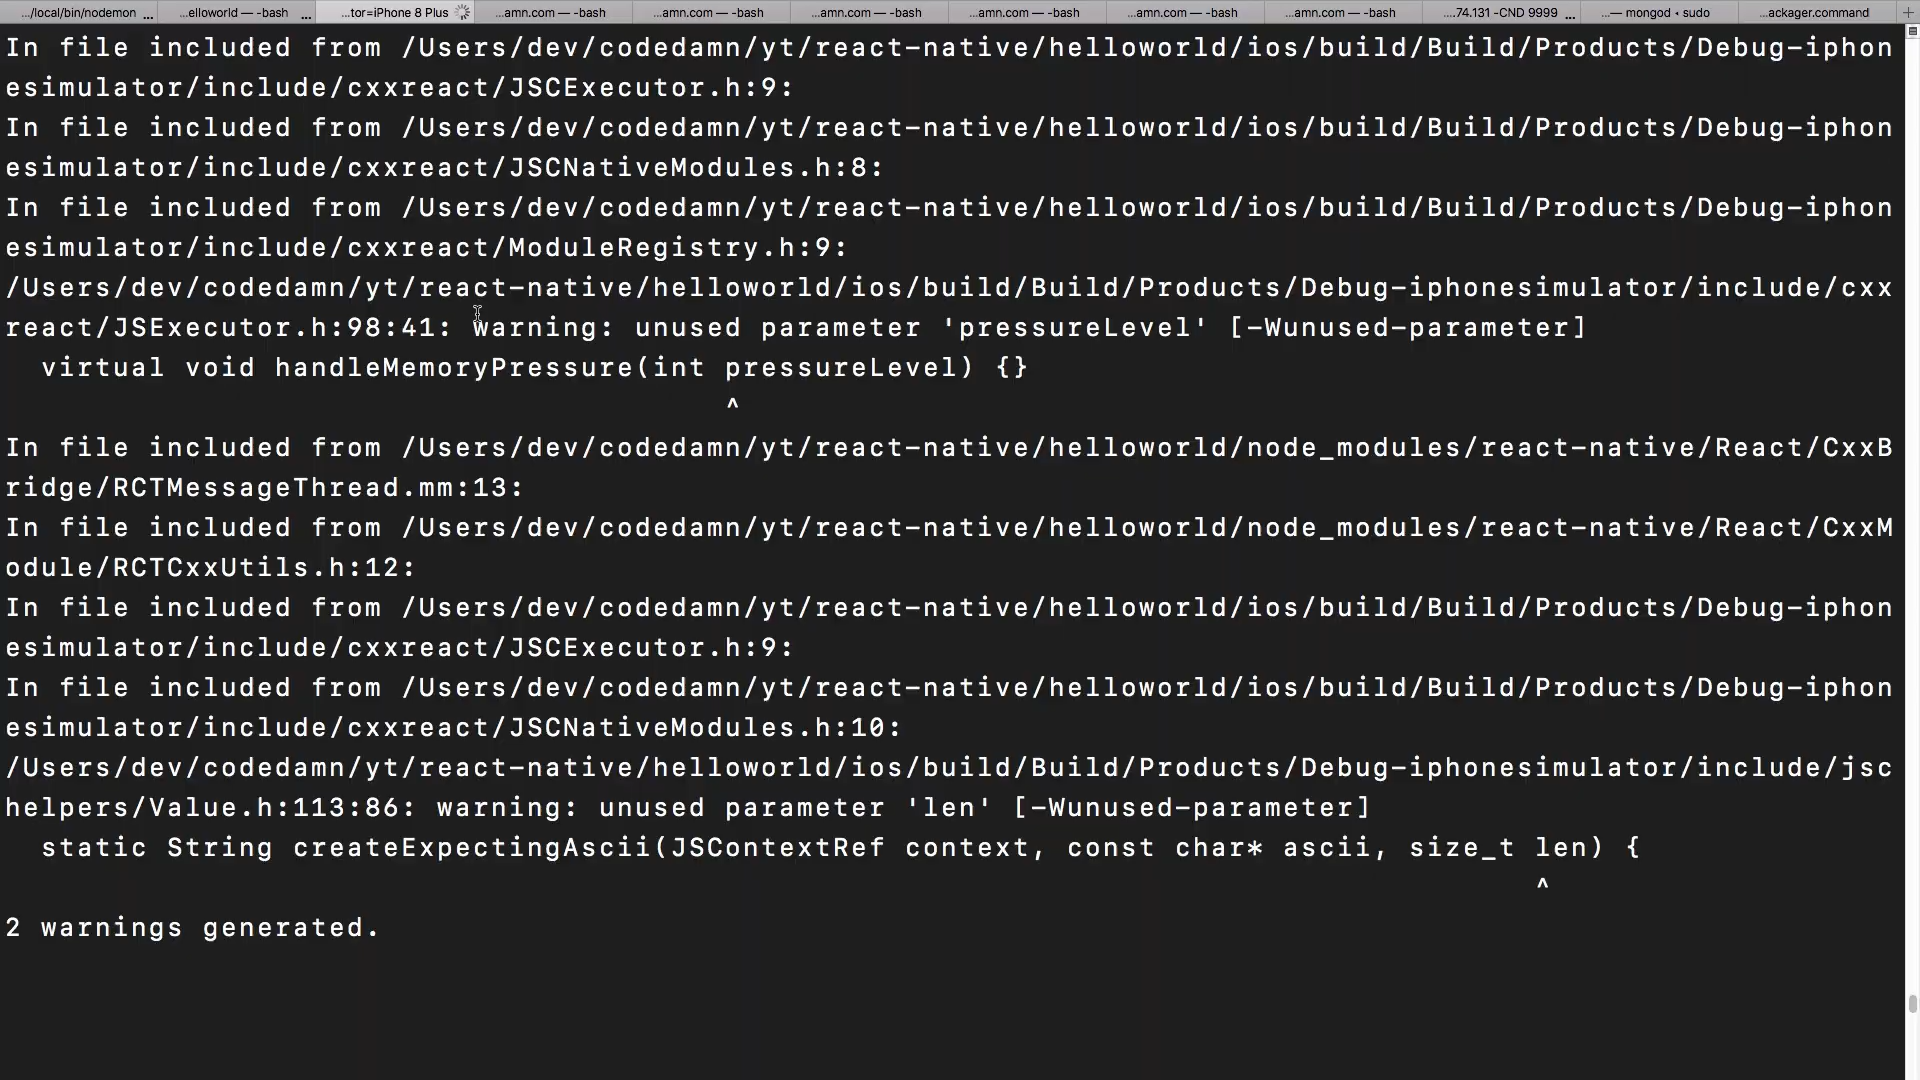 .../local/bin/nodemon ... ...elloworld — -bash ... ...tor=iPhone 8 Plus ...amn.com — -bash ...amn.com — -bash ...amn.com — -bash ...amn.com — -bash ...amn.com — -bash ...amn.com — -bash ....74.131 -CND 9999 ... ...— mongod ◂ sudo ...ackager.command +
In file included from /Users/dev/codedamn/yt/react-native/helloworld/ios/build/Build/Products/Debug-iphon
esimulator/include/cxxreact/JSCExecutor.h:9:
In file included from /Users/dev/codedamn/yt/react-native/helloworld/ios/build/Build/Products/Debug-iphon
esimulator/include/cxxreact/JSCNativeModules.h:8:
In file included from /Users/dev/codedamn/yt/react-native/helloworld/ios/build/Build/Products/Debug-iphon
esimulator/include/cxxreact/ModuleRegistry.h:9:
/Users/dev/codedamn/yt/react-native/helloworld/ios/build/Build/Products/Debug-iphonesimulator/include/cxx
react/JSExecutor.h:98:41: warning: unused parameter 'pressureLevel' [-Wunused-parameter]
  virtual void handleMemoryPressure(int pressureLevel) {}
                                        ^
In file included from /Users/dev/codedamn/yt/react-native/helloworld/node_modules/react-native/React/CxxB
ridge/RCTMessageThread.mm:13:
In file included from /Users/dev/codedamn/yt/react-native/helloworld/node_modules/react-native/React/CxxM
odule/RCTCxxUtils.h:12:
In file included from /Users/dev/codedamn/yt/react-native/helloworld/ios/build/Build/Products/Debug-iphon
esimulator/include/cxxreact/JSCExecutor.h:9:
In file included from /Users/dev/codedamn/yt/react-native/helloworld/ios/build/Build/Products/Debug-iphon
esimulator/include/cxxreact/JSCNativeModules.h:10:
/Users/dev/codedamn/yt/react-native/helloworld/ios/build/Build/Products/Debug-iphonesimulator/include/jsc
helpers/Value.h:113:86: warning: unused parameter 'len' [-Wunused-parameter]
  static String createExpectingAscii(JSContextRef context, const char* ascii, size_t len) {
                                                                                     ^
2 warnings generated.